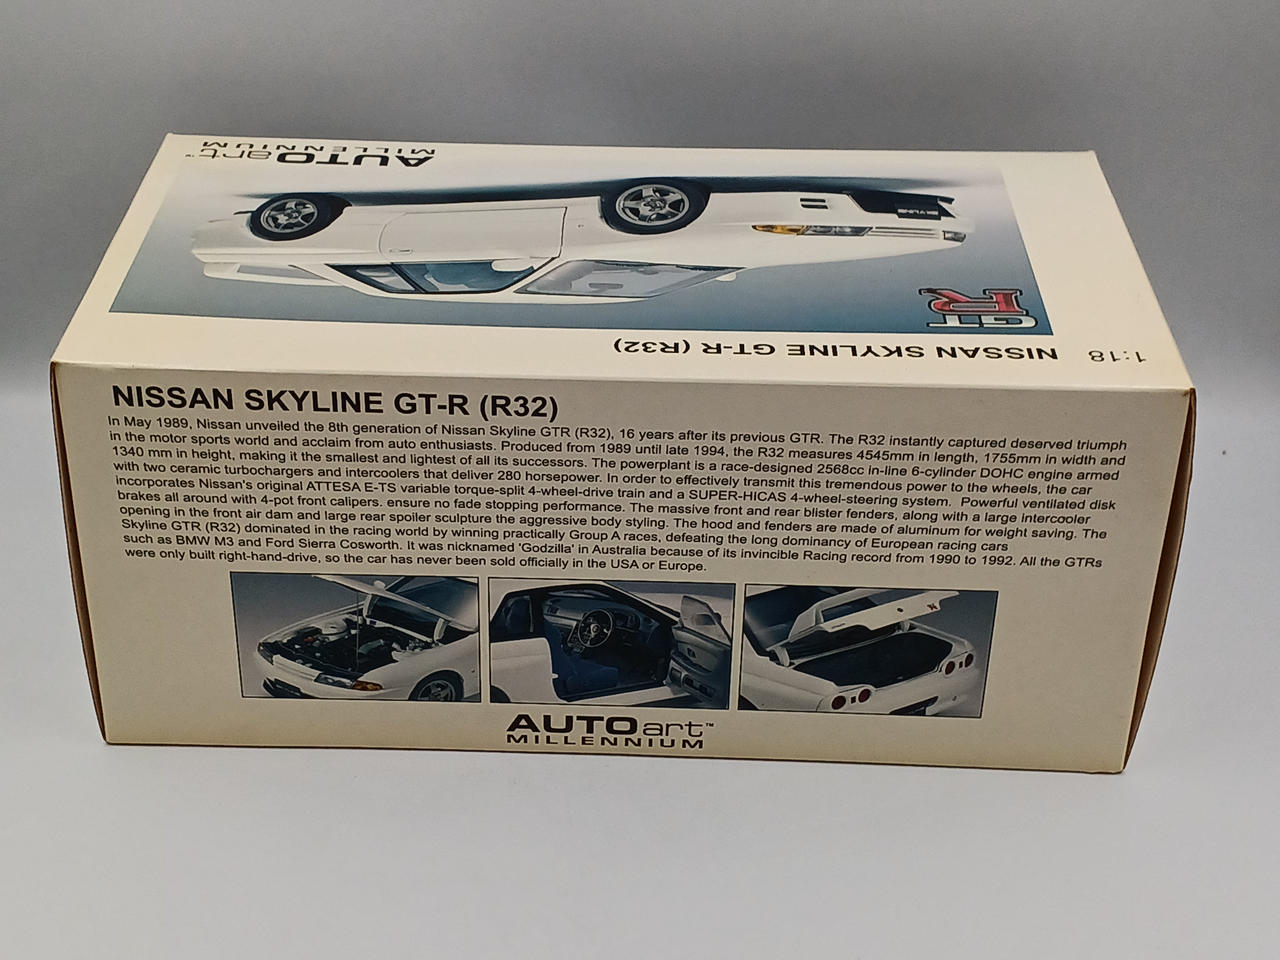 AUTOart™
MILLENNIUM
SKYLINE
GT
R
1:18 NISSAN SKYLINE GT-R (R32)
NISSAN SKYLINE GT-R (R32)
In May 1989, Nissan unveiled the 8th generation of Nissan Skyline GTR (R32), 16 years after its previous GTR. The R32 instantly captured deserved triumph
in the motor sports world and acclaim from auto enthusiasts. Produced from 1989 until late 1994, the R32 measures 4545mm in length, 1755mm in width and
1340 mm in height, making it the smallest and lightest of all its successors. The powerplant is a race-designed 2568cc in-line 6-cylinder DOHC engine armed
with two ceramic turbochargers and intercoolers that deliver 280 horsepower. In order to effectively transmit this tremendous power to the wheels, the car
incorporates Nissan's original ATTESA E-TS variable torque-split 4-wheel-drive train and a SUPER-HICAS 4-wheel-steering system. Powerful ventilated disk
brakes all around with 4-pot front calipers. ensure no fade stopping performance. The massive front and rear blister fenders, along with a large intercooler
opening in the front air dam and large rear spoiler sculpture the aggressive body styling. The hood and fenders are made of aluminum for weight saving. The
Skyline GTR (R32) dominated in the racing world by winning practically Group A races, defeating the long dominancy of European racing cars
such as BMW M3 and Ford Sierra Cosworth. It was nicknamed 'Godzilla' in Australia because of its invincible Racing record from 1990 to 1992. All the GTRs
were only built right-hand-drive, so the car has never been sold officially in the USA or Europe.
AUTOart™
MILLENNIUM